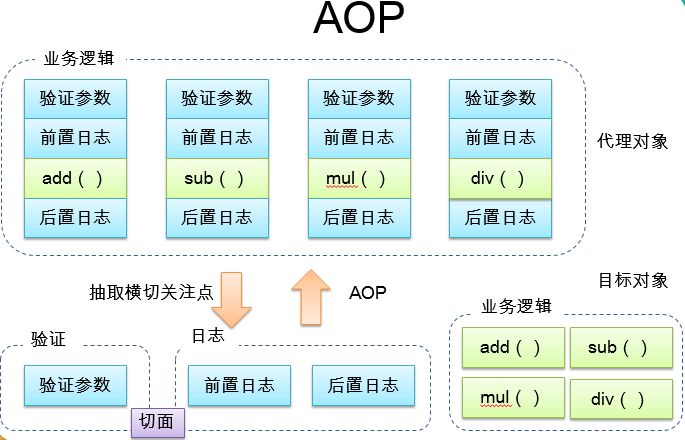 AOP
业务逻辑
验证参数 验证参数 验证参数 验证参数
前置日志 前置日志 前置日志 前置日志
代理对象
add（ ） sub（ ） mul（ ） div（ ）
后置日志 后置日志 后置日志 后置日志
抽取横切关注点
AOP
目标对象
业务逻辑
验证
日志
add（ ） sub（ ）
验证参数
前置日志 后置日志
mul（ ） div（ ）
切面